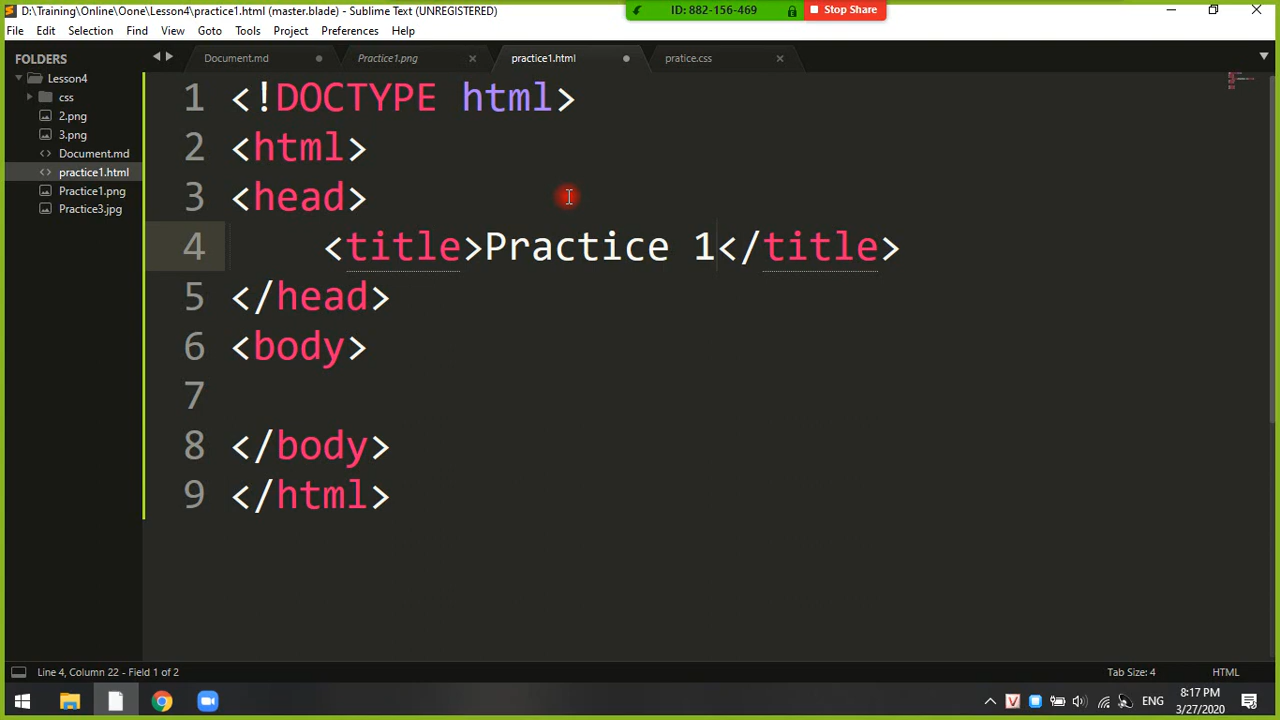 D:\Training\Online\Oone\Lesson4\practice1.html (master.blade) - Sublime Text (UNREGISTERED)
ID: 882-156-469
Stop Share
File Edit Selection Find View Goto Tools Project Preferences Help
FOLDERS
Lesson4
css
2.png
3.png
Document.md
practice1.html
Practice1.png
Practice3.jpg
Document.md
Practice1.png
practice1.html
pratice.css
1 <!DOCTYPE html>
2 <html>
3 <head>
4 <title>Practice 1</title>
5 </head>
6 <body>
7
8 </body>
9 </html>
Line 4, Column 22 - Field 1 of 2
Tab Size: 4
HTML
V
ENG
8:17 PM
3/27/2020